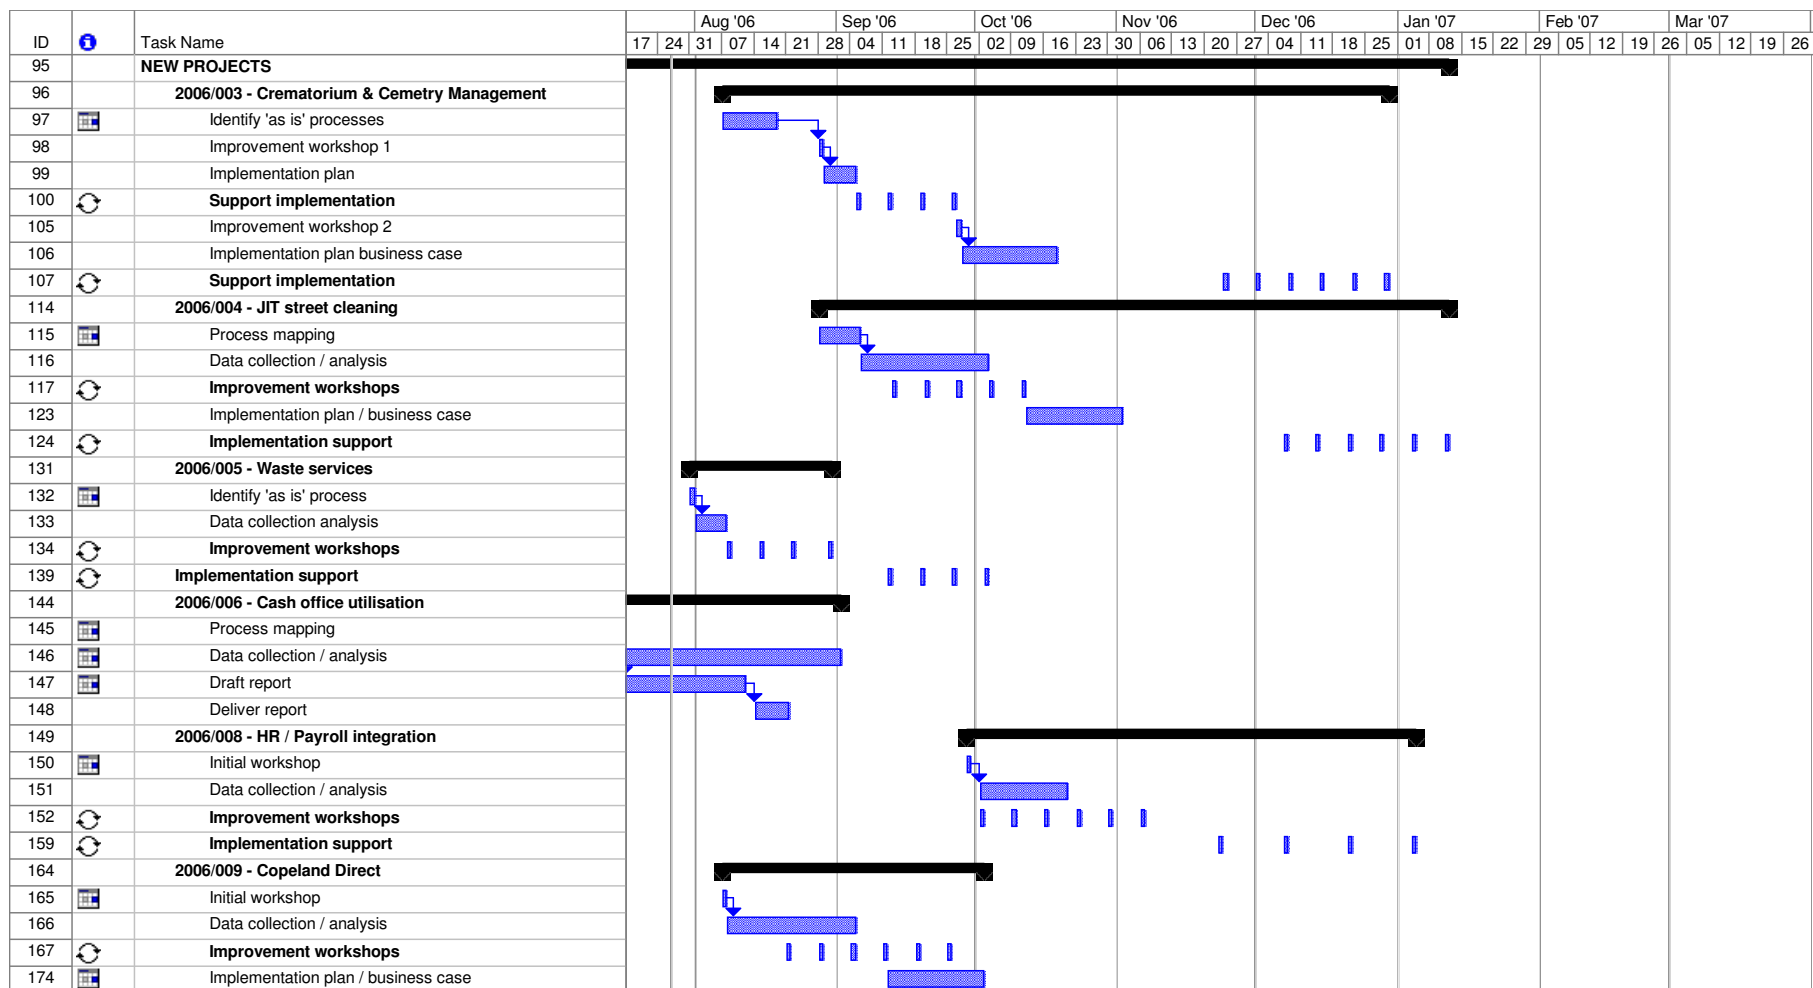 Aug '06 Sep '06 Oct '06 Nov '06 Dec '06 Jan '07 Feb '07 Mar '07
ID Task Name 17 24 31 07 14 21 28 04 11 18 25 02 09 16 23 30 06 13 20 27 04 11 18 25 01 08 15 22 29 05 12 19 26 05 12 19 26
95 NEW PROJECTS
96 2006/003 - Crematorium & Cemetry Management
97 Identify 'as is' processes
98 Improvement workshop 1
99 Implementation plan
100 Support implementation
105 Improvement workshop 2
106 Implementation plan business case
107 Support implementation
114 2006/004 - JIT street cleaning
115 Process mapping
116 Data collection / analysis
117 Improvement workshops
123 Implementation plan / business case
124 Implementation support
131 2006/005 - Waste services
132 Identify 'as is' process
133 Data collection analysis
134 Improvement workshops
139 Implementation support
144 2006/006 - Cash office utilisation
145 Process mapping
146 Data collection / analysis
147 Draft report
148 Deliver report
149 2006/008 - HR / Payroll integration
150 Initial workshop
151 Data collection / analysis
152 Improvement workshops
159 Implementation support
164 2006/009 - Copeland Direct
165 Initial workshop
166 Data collection / analysis
167 Improvement workshops
174 Implementation plan / business case